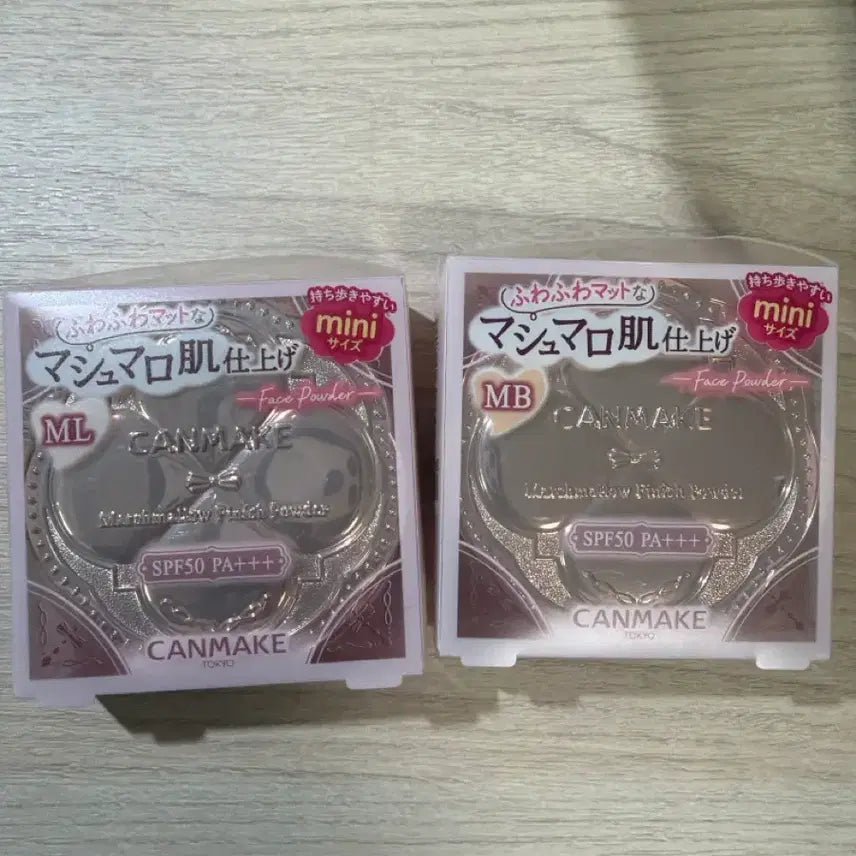 ふわふわマットな
マシュマロ肌仕上げ
持ち歩きやすい
mini
サイズ
Face Powder
ML
CANMAKE
Marshmallow Finish Powder
SPF50 PA+++
CANMAKE
TOKYO
ふわふわマットな
マシュマロ肌仕上げ
持ち歩きやすい
mini
サイズ
Face Powder
MB
CANMAKE
Marshmallow Finish Powder
SPF50 PA+++
CANMAKE
TOKYO